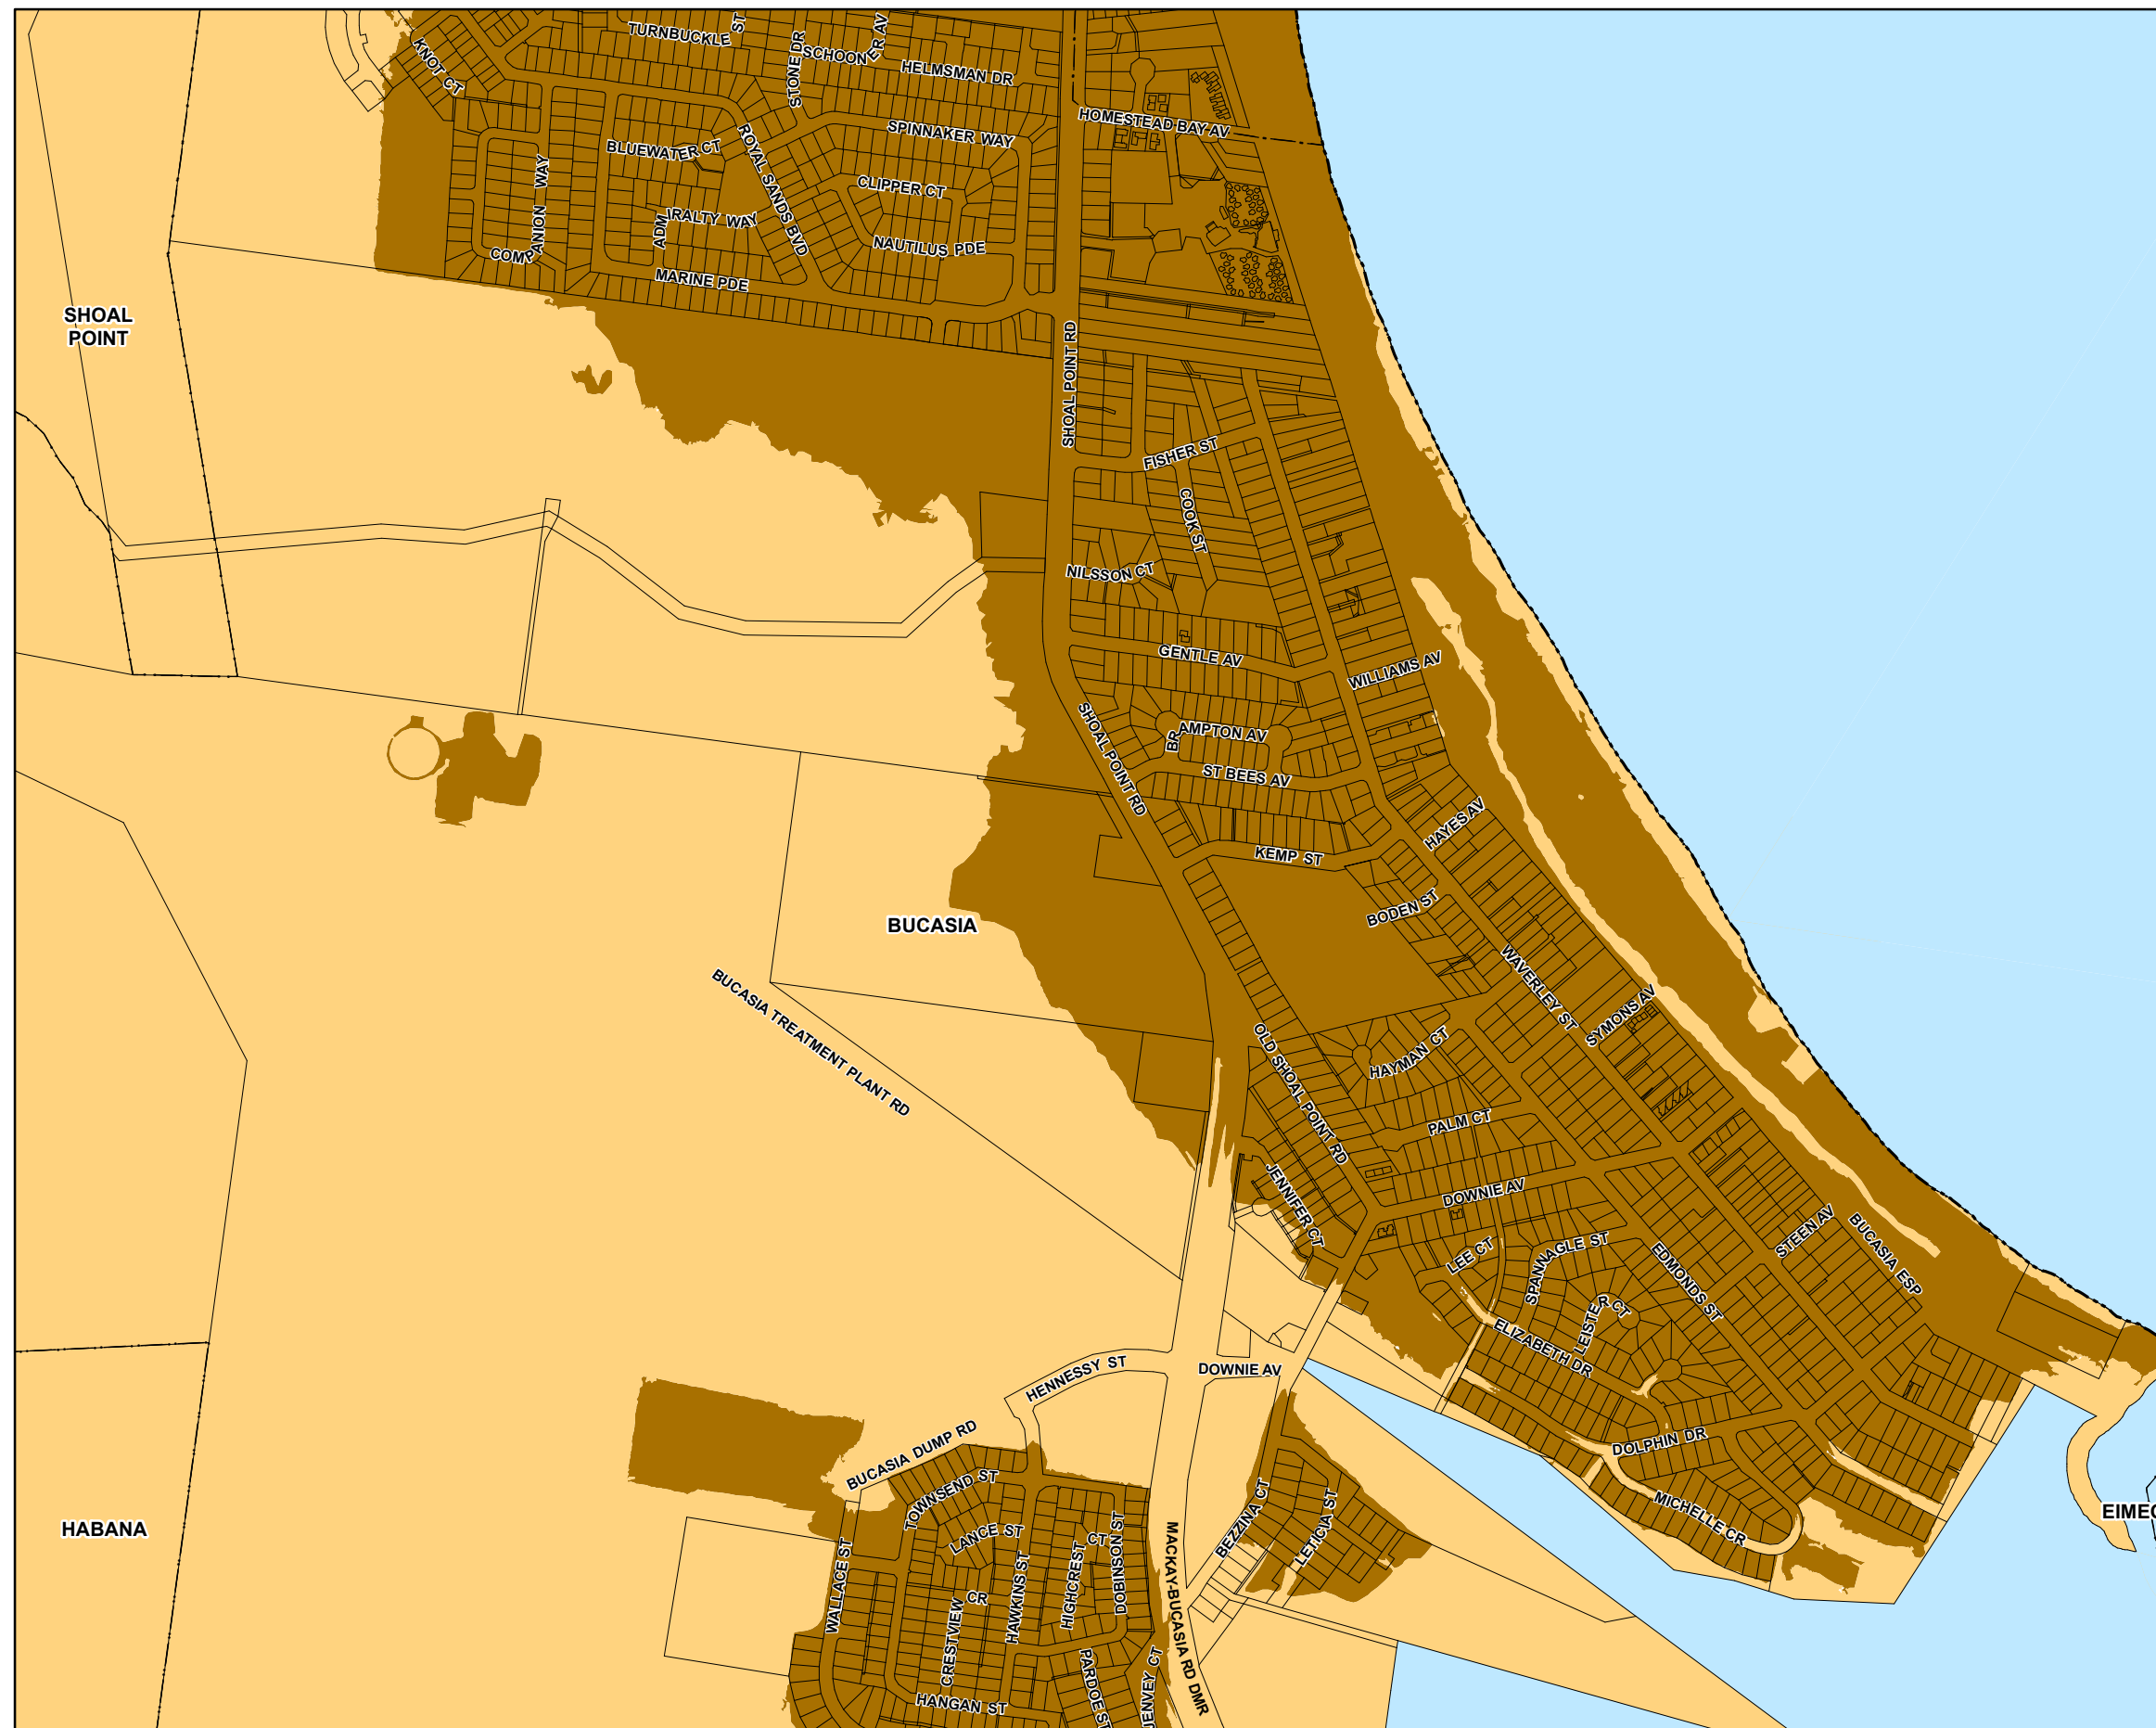 TURNBUCKLE ST
STONE DR
SCHOONER AV
KNOT CT
HELMSMAN DR
HOMESTEAD BAY AV
SPINNAKER WAY
BLUEWATER CT
ROYAL SANDS BVD
CLIPPER CT
COMPANION WAY
ADMIRALTY WAY
NAUTILUS PDE
MARINE PDE
SHOAL
POINT
SHOAL POINT RD
FISHER ST
COOK ST
NILSSON CT
GENTLE AV
WILLIAMS AV
SHOAL POINT RD
BRAMPTON AV
ST BEES AV
HAYES AV
KEMP ST
BODEN ST
BUCASIA
WAVERLEY ST
SYMONS AV
BUCASIA TREATMENT PLANT RD
OLD SHOAL POINT RD
HAYMAN CT
PALM CT
JENNIFER CT
DOWNIE AV
STEEN AV
BUCASIA ESP
LEE CT
SPANNAGLE ST
EDMONDS ST
LEISTER CT
ELIZABETH DR
HENNESSY ST
DOWNIE AV
DOLPHIN DR
BUCASIA DUMP RD
TOWNSEND ST
MICHELLE CR
HABANA
EIMEO
LANCE ST
BEZZINA CT
LETICIA ST
WALLACE ST
HAWKINS ST
HIGHCREST CT
DOBINSON ST
MACKAY-BUCASIA RD DMR
CRESTVIEW CR
HANGAN ST
PARDOE ST
JENVEY CT